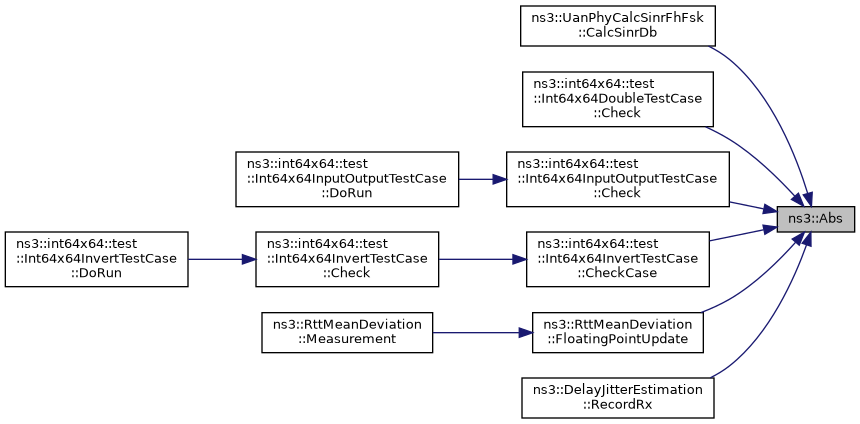 ns3::UanPhyCalcSinrFhFsk
::CalcSinrDb
ns3::int64x64::test
::Int64x64DoubleTestCase
::Check
ns3::int64x64::test
::Int64x64InputOutputTestCase
::DoRun
ns3::int64x64::test
::Int64x64InputOutputTestCase
::Check
ns3::Abs
ns3::int64x64::test
::Int64x64InvertTestCase
::DoRun
ns3::int64x64::test
::Int64x64InvertTestCase
::Check
ns3::int64x64::test
::Int64x64InvertTestCase
::CheckCase
ns3::RttMeanDeviation
::Measurement
ns3::RttMeanDeviation
::FloatingPointUpdate
ns3::DelayJitterEstimation
::RecordRx